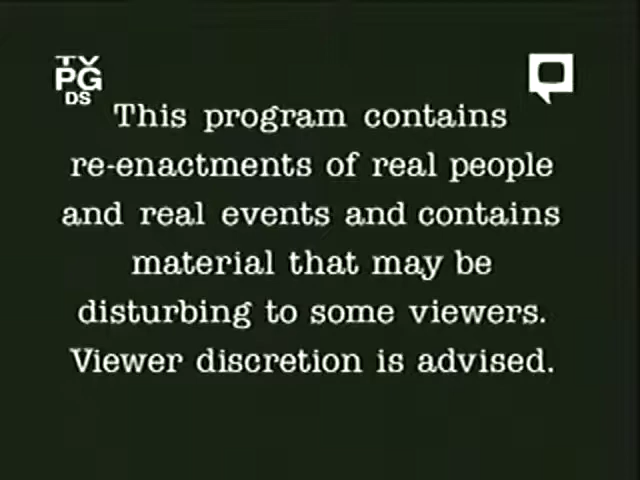 TV
PG
DS
This program contains
re-enactments of real people
and real events and contains
material that may be
disturbing to some viewers.
Viewer discretion is advised.